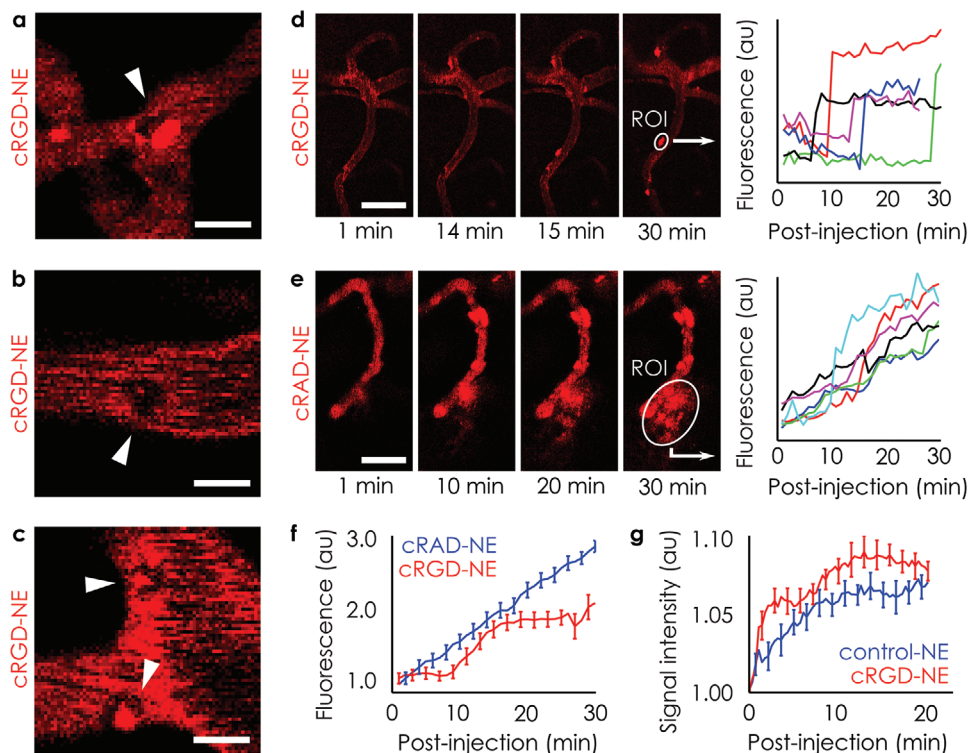 a
cRGD-NE
b
cRGD-NE
c
cRGD-NE
d
cRGD-NE
ROI
1 min
14 min
15 min
30 min
Fluorescence (au)
0
10
20
30
Post-injection (min)
e
cRAD-NE
ROI
1 min
10 min
20 min
30 min
Fluorescence (au)
0
10
20
30
Post-injection (min)
f
Fluorescence (au)
3.0
2.0
1.0
cRAD-NE
cRGD-NE
0
10
20
30
Post-injection (min)
g
Signal intensity (au)
1.10
1.05
1.00
control-NE
cRGD-NE
0
10
20
Post-injection (min)